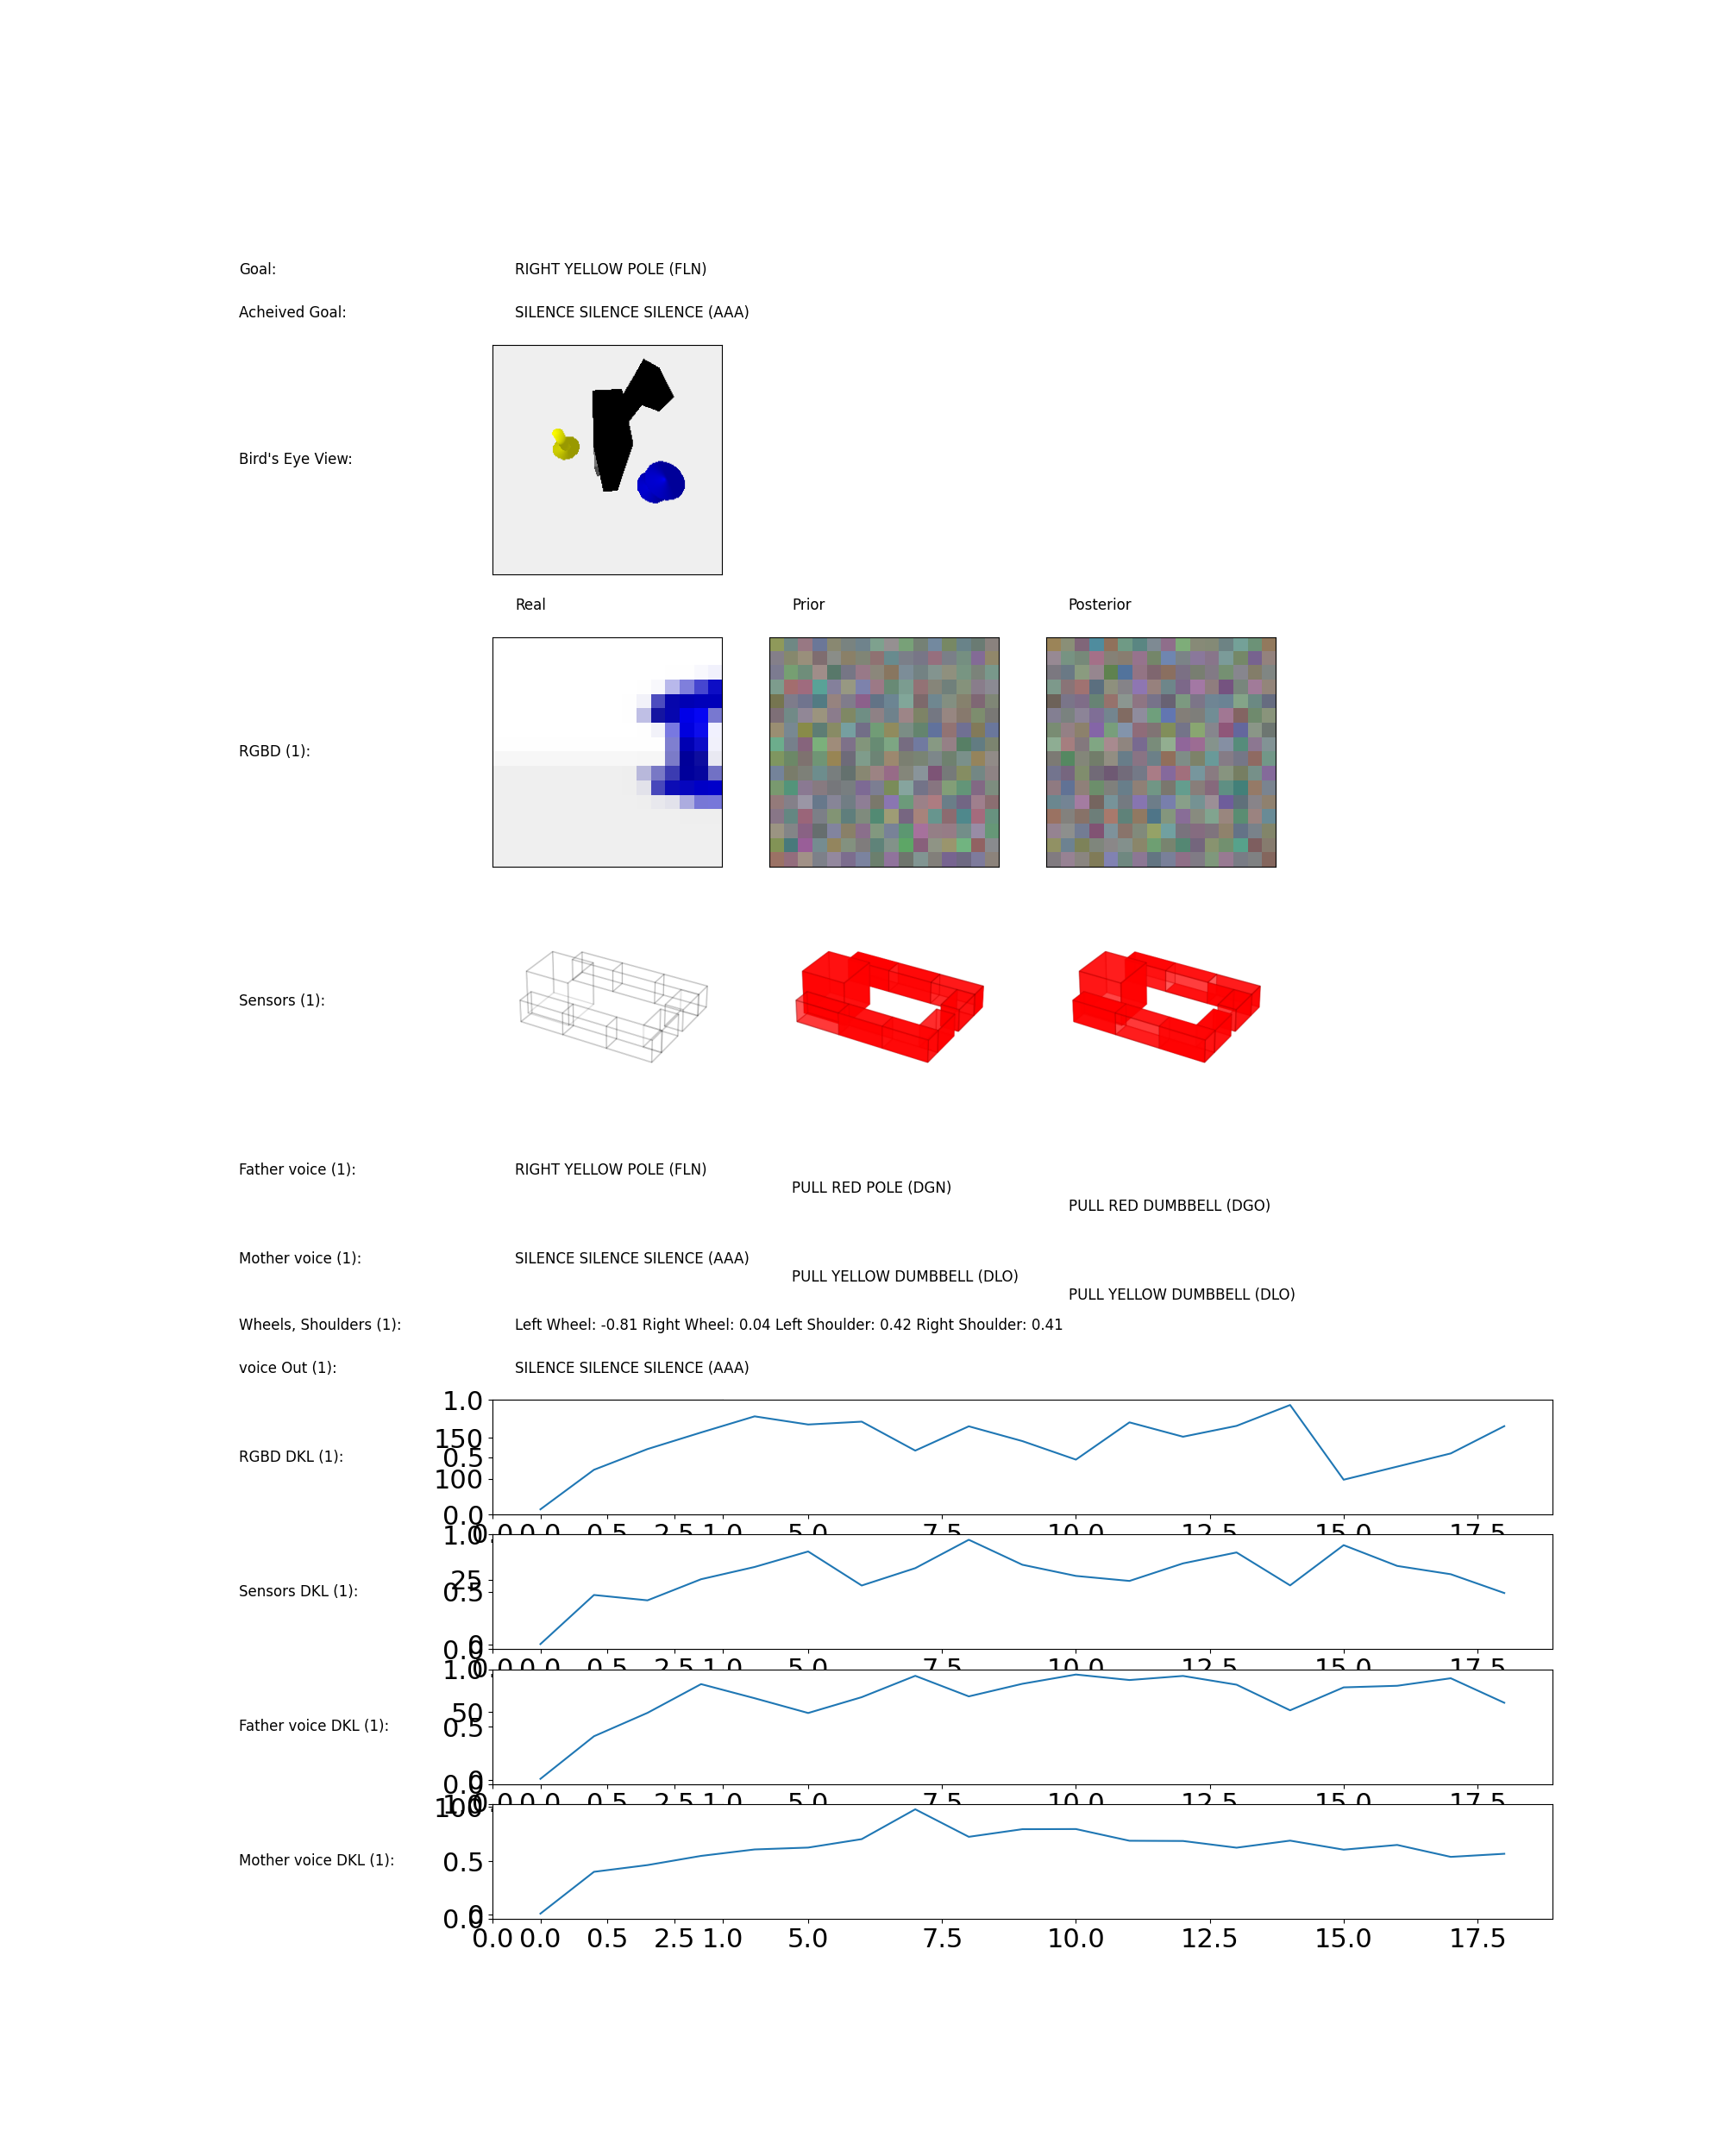 Goal: RIGHT YELLOW POLE (FLN)
Acheived Goal: SILENCE SILENCE SILENCE (AAA)
Bird's Eye View:
Real Prior Posterior
RGBD (1):
Sensors (1):
Father voice (1): RIGHT YELLOW POLE (FLN)
PULL RED POLE (DGN)
PULL RED DUMBBELL (DGO)
Mother voice (1): SILENCE SILENCE SILENCE (AAA)
PULL YELLOW DUMBBELL (DLO)
PULL YELLOW DUMBBELL (DLO)
Wheels, Shoulders (1): Left Wheel: -0.81 Right Wheel: 0.04 Left Shoulder: 0.42 Right Shoulder: 0.41
voice Out (1): SILENCE SILENCE SILENCE (AAA)
1.0
150
RGBD DKL (1): 0.5
100
0.0
0.0 0.0 0.5 2.5 1.0 5.0 7.5 10.0 12.5 15.0 17.5
1.0
25
Sensors DKL (1): 0.5
0
0.0
0.0 0.0 0.5 2.5 1.0 5.0 7.5 10.0 12.5 15.0 17.5
1.0
50
Father voice DKL (1): 0.5
0
0.0
0.0 0.0 0.5 2.5 1.0 5.0 7.5 10.0 12.5 15.0 17.5
1.0
100
Mother voice DKL (1): 0.5
0
0.0
0.0 0.0 0.5 2.5 1.0 5.0 7.5 10.0 12.5 15.0 17.5